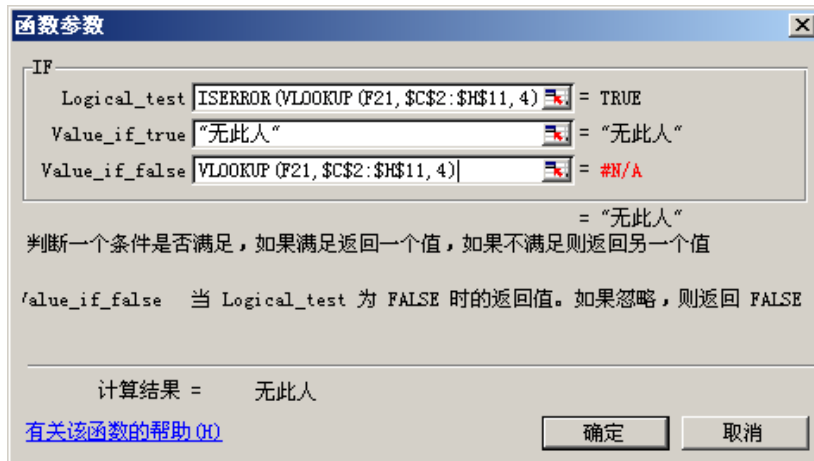 函数参数
IF
Logical_test ISERROR(VLOOKUP(F21,$C$2:$H$11,4) = TRUE
Value_if_true "无此人" = "无此人"
Value_if_false VLOOKUP(F21,$C$2:$H$11,4) = #N/A
= "无此人"
判断一个条件是否满足，如果满足返回一个值，如果不满足则返回另一个值
Value_if_false 当 Logical_test 为 FALSE 时的返回值。如果忽略，则返回 FALSE
计算结果 = 无此人
有关该函数的帮助(H) 确定 取消